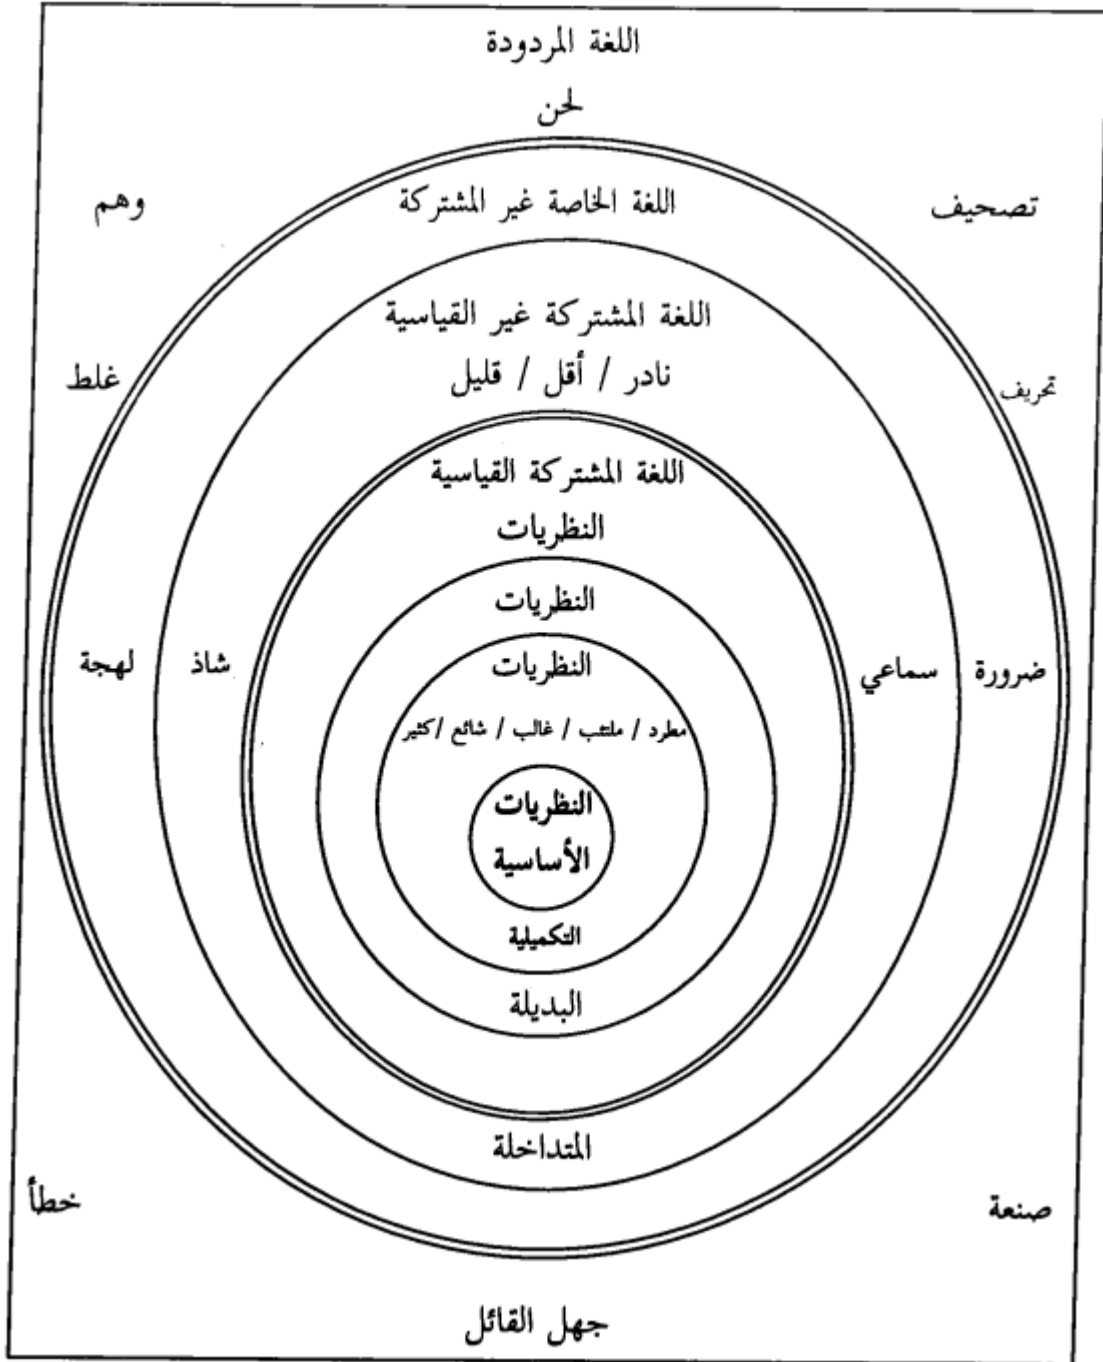 اللغة المردودة
لحن
تصحيف
وهم
اللغة الخاصة غير المشتركة
اللغة المشتركة غير القياسية
نادر / أقل / قليل
تحريف
غلط
اللغة المشتركة القياسية
النظريات
النظريات
ضرورة
سماعي
النظريات
شاذ
لهجة
مطرد / ملتئب / غالب / شائع / كثير
النظريات
الأساسية
التكميلية
البديلة
المتداخلة
صنعة
خطأ
جهل القائل